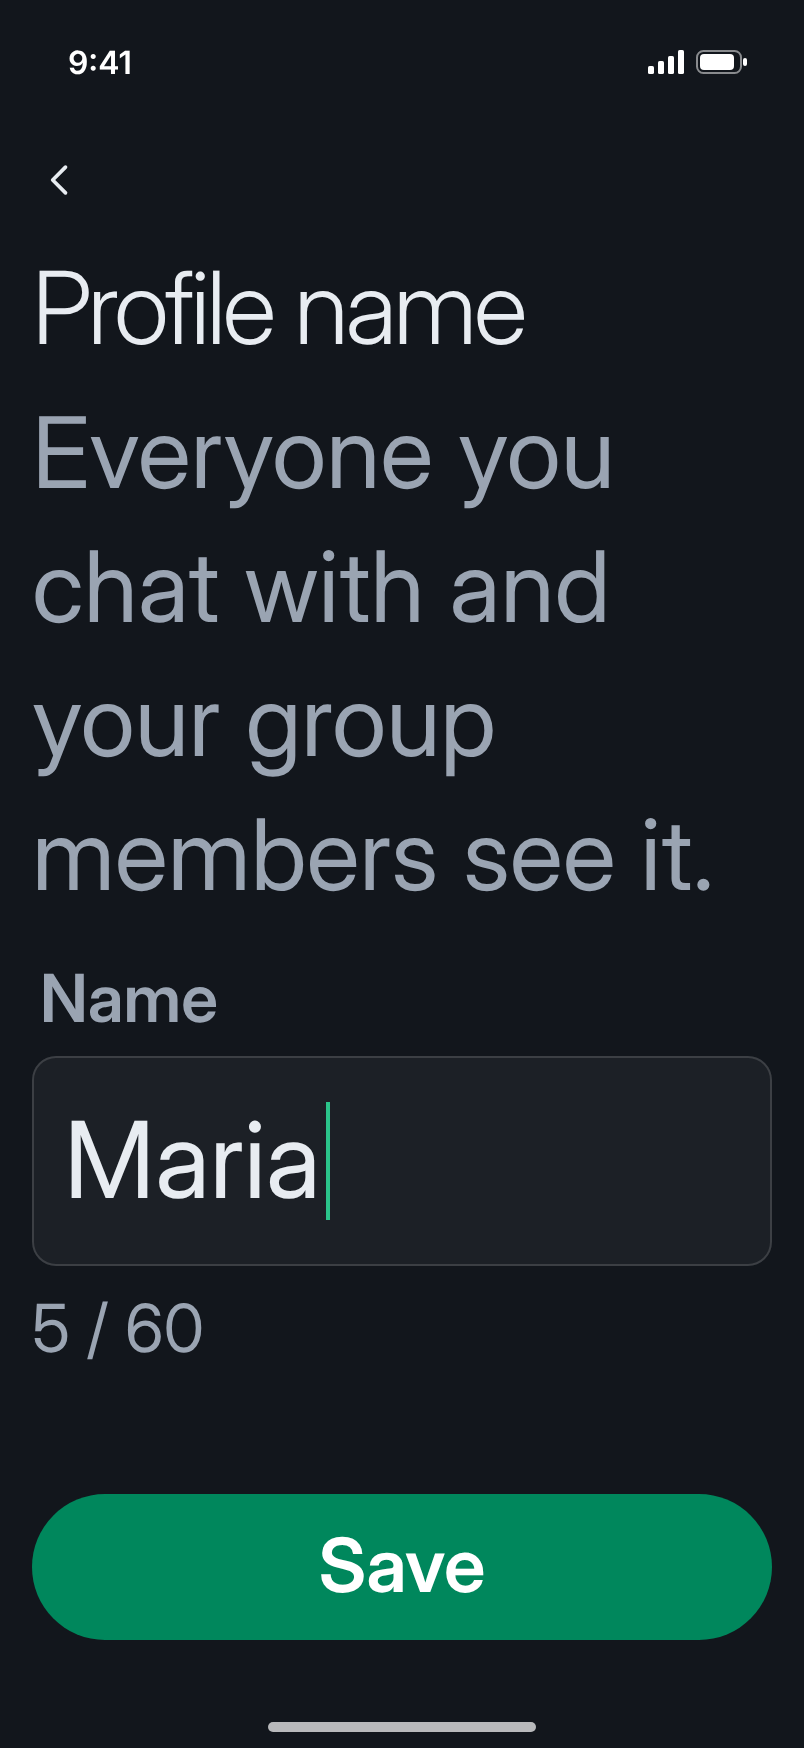 9:41
Profile name
Everyone you
chat with and
your group
members see it.
Name
Maria
5 / 60
Save